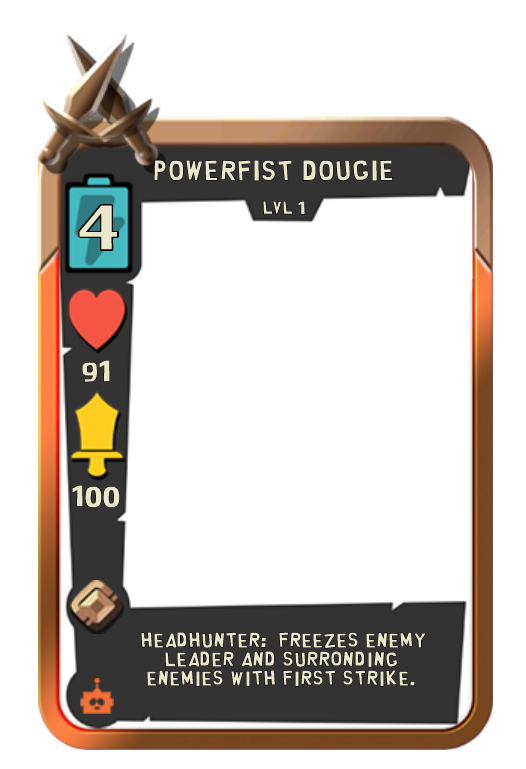 POWERFIST DOUGIE
LVL 1
4
91
100
HEADHUNTER: FREEZES ENEMY
LEADER AND SURRONDING
ENEMIES WITH FIRST STRIKE.